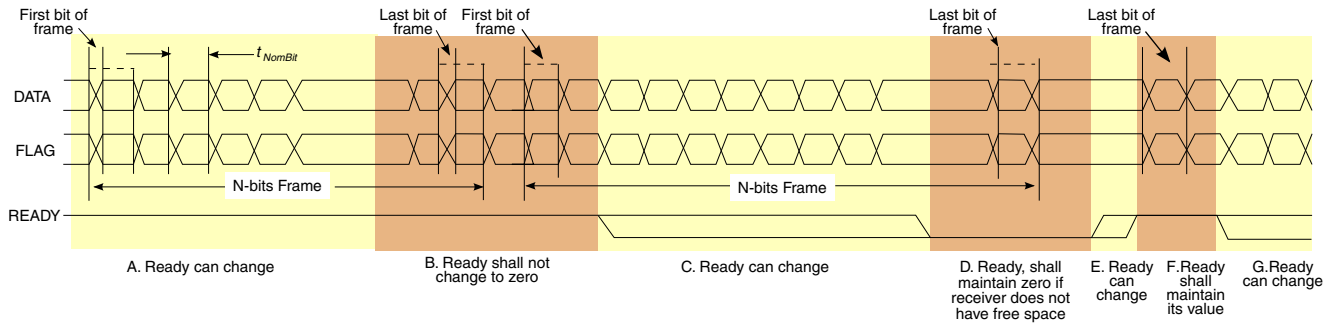 First bit of
frame
t NomBit
Last bit of
frame
First bit of
frame
Last bit of
frame
Last bit of
frame
DATA
FLAG
N-bits Frame
N-bits Frame
READY
A. Ready can change
B. Ready shall not
change to zero
C. Ready can change
D. Ready, shall
maintain zero if
receiver does not
have free space
E. Ready
can
change
F.Ready
shall
maintain
its value
G.Ready
can change